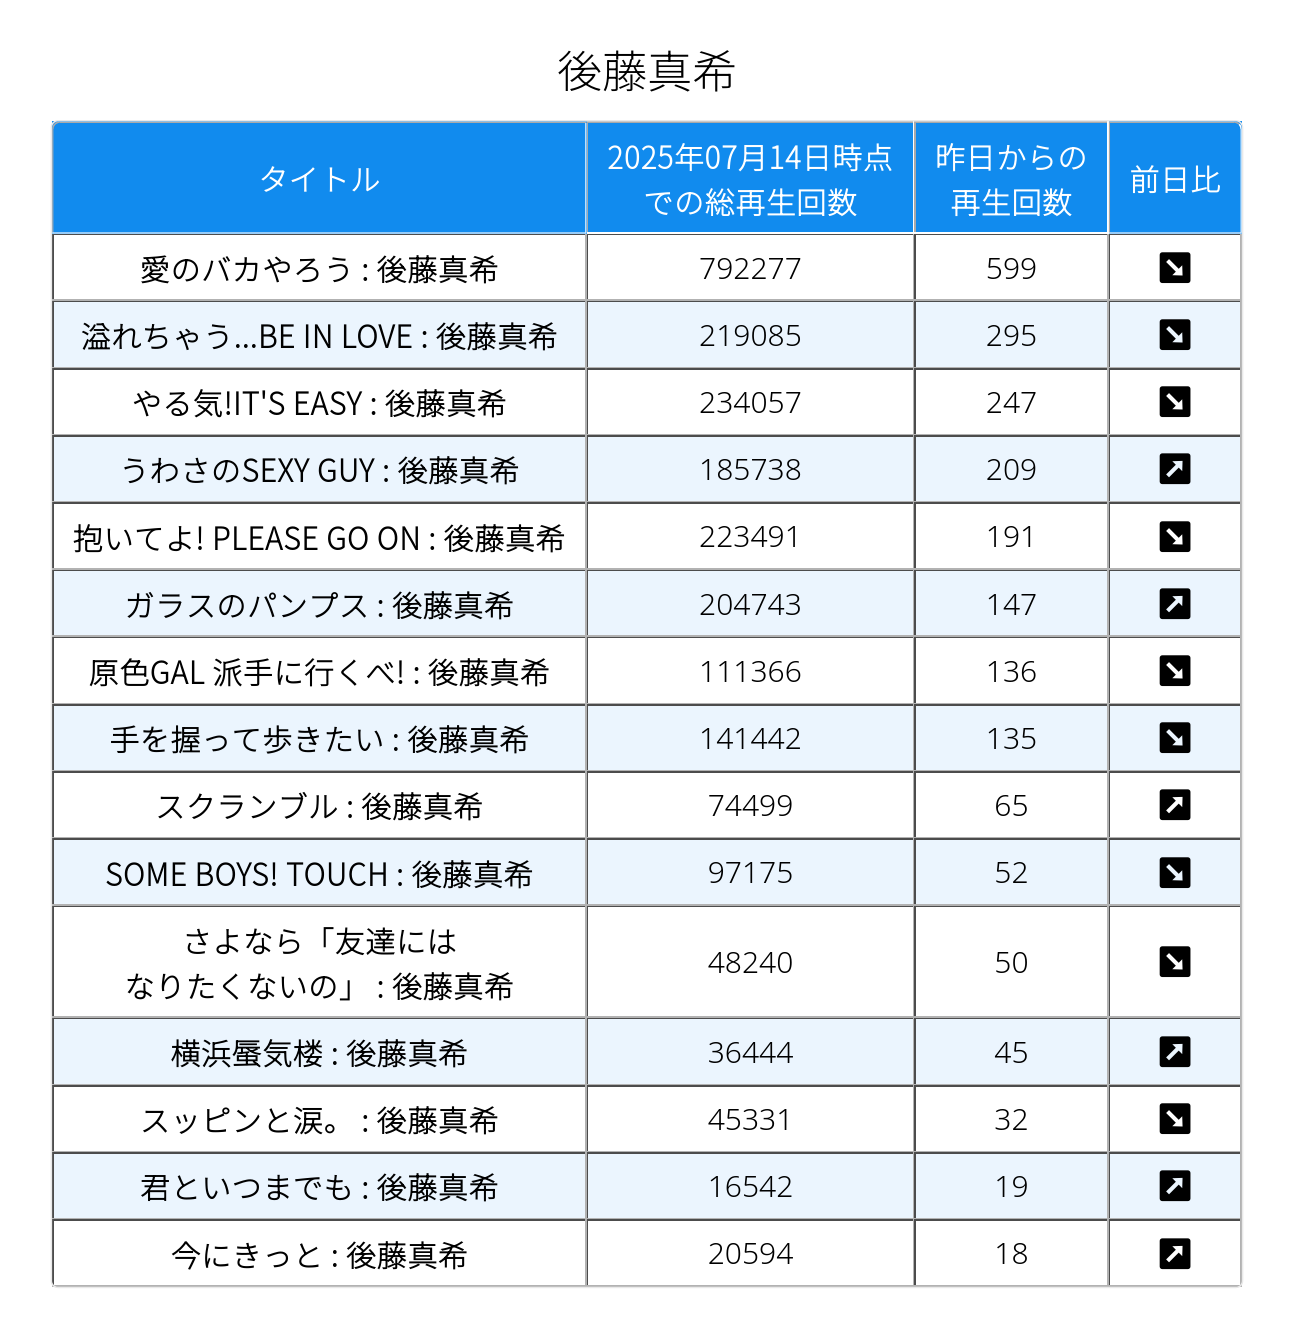 後藤真希
タイトル
2025年07月14日時点
での総再生回数
昨日からの
再生回数
前日比
愛のバカやろう : 後藤真希 792277 599
溢れちゃう...BE IN LOVE : 後藤真希 219085 295
やる気!IT'S EASY : 後藤真希 234057 247
うわさのSEXY GUY : 後藤真希 185738 209
抱いてよ! PLEASE GO ON : 後藤真希 223491 191
ガラスのパンプス : 後藤真希 204743 147
原色GAL 派手に行くべ! : 後藤真希 111366 136
手を握って歩きたい : 後藤真希 141442 135
スクランブル : 後藤真希 74499 65
SOME BOYS! TOUCH : 後藤真希 97175 52
さよなら「友達には
なりたくないの」 : 後藤真希 48240 50
横浜蜃気楼 : 後藤真希 36444 45
スッピンと涙。 : 後藤真希 45331 32
君といつまでも : 後藤真希 16542 19
今にきっと : 後藤真希 20594 18